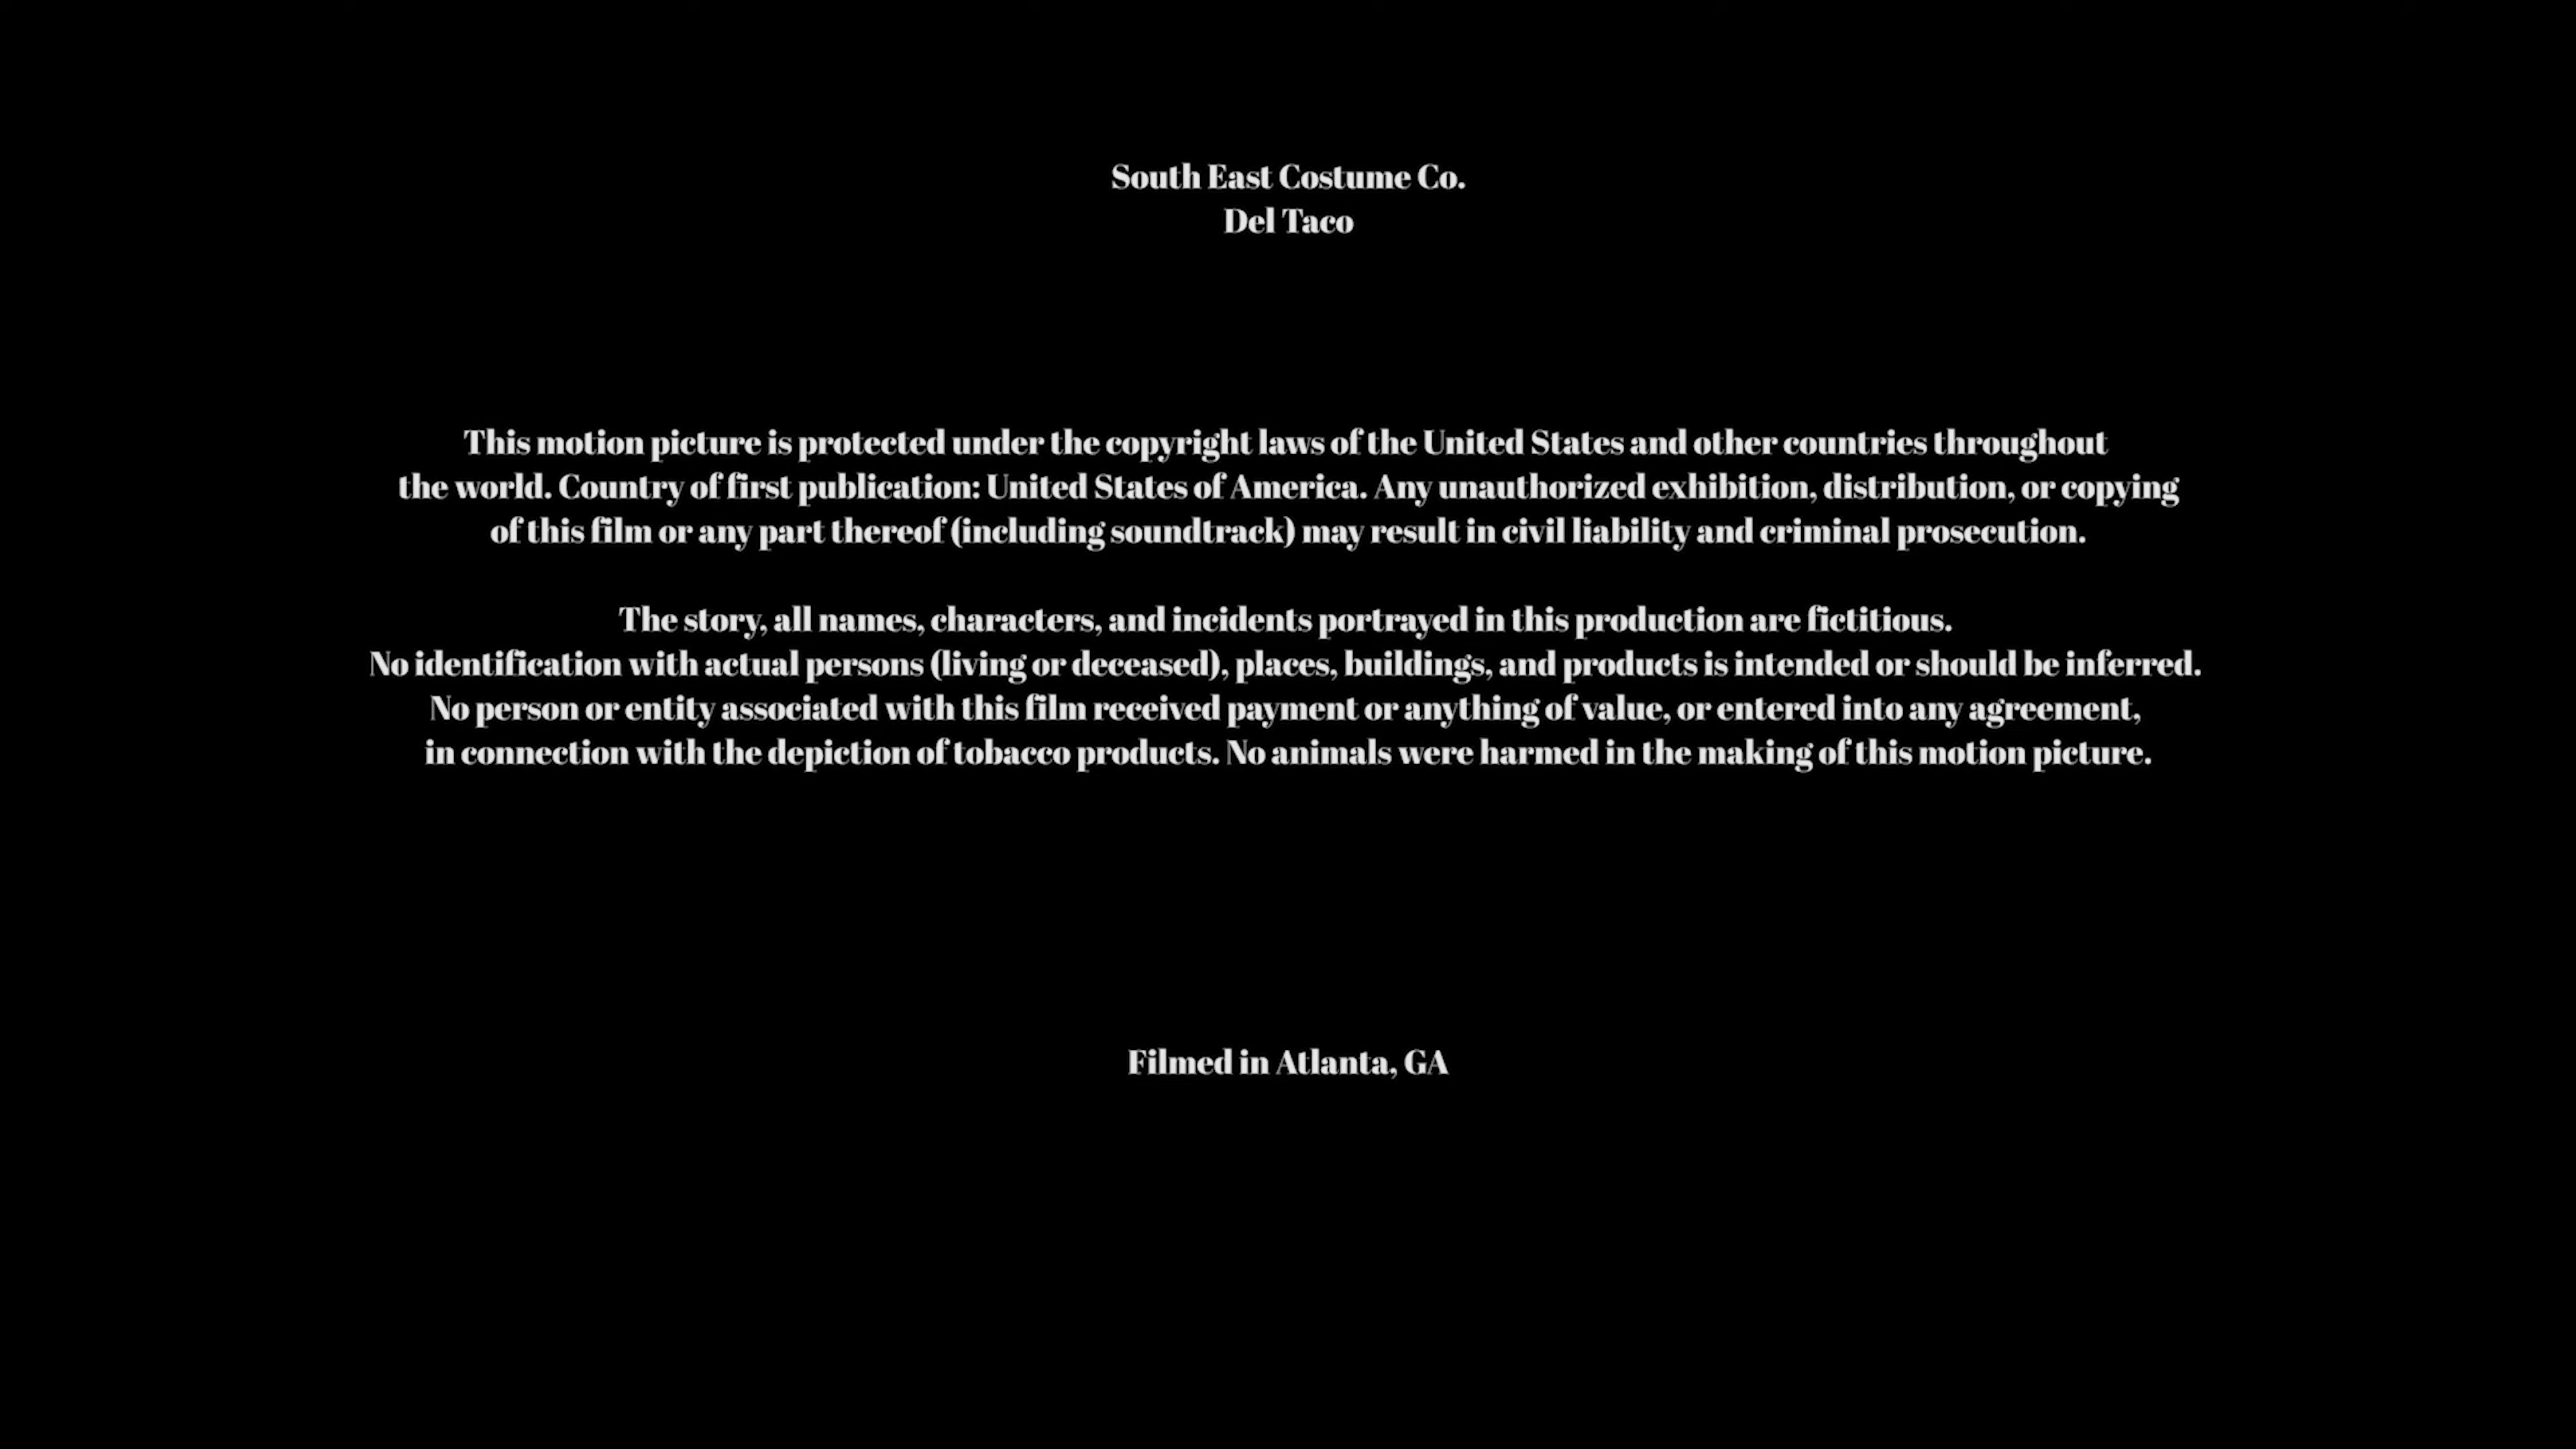 South East Costume Co.
Del Taco
This motion picture is protected under the copyright laws of the United States and other countries throughout
the world. Country of first publication: United States of America. Any unauthorized exhibition, distribution, or copying
of this film or any part thereof (including soundtrack) may result in civil liability and criminal prosecution.
The story, all names, characters, and incidents portrayed in this production are fictitious.
No identification with actual persons (living or deceased), places, buildings, and products is intended or should be inferred.
No person or entity associated with this film received payment or anything of value, or entered into any agreement,
in connection with the depiction of tobacco products. No animals were harmed in the making of this motion picture.
Filmed in Atlanta, GA